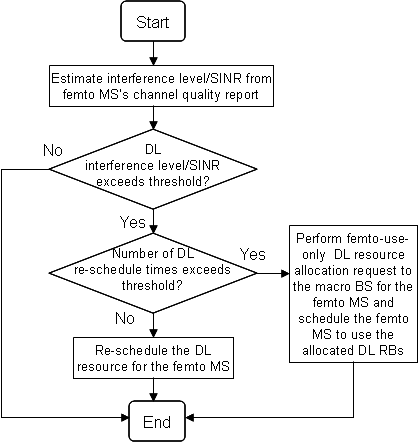 Start
Estimate interference level/SINR from
femto MS's channel quality report
No
DL
interference level/SINR
exceeds threshold?
Yes
Number of DL
re-schedule times exceeds
threshold?
Yes
Perform femto-use-
only DL resource
allocation request to
the macro BS for the
femto MS and
schedule the femto
MS to use the
allocated DL RBs
No
Re-schedule the DL
resource for the femto MS
End